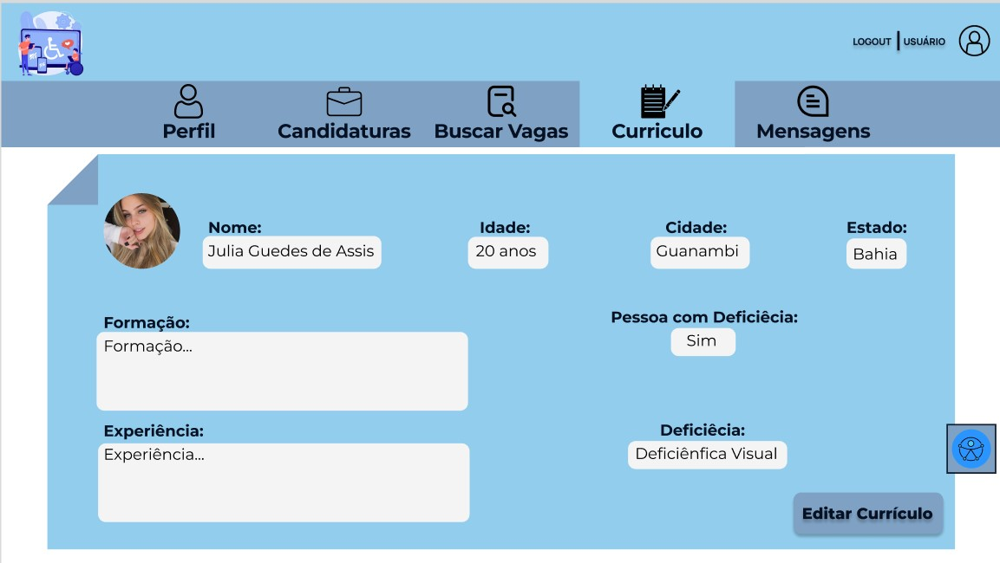 LOGOUT | USUÁRIO
Perfil
Candidaturas
Buscar Vagas
Curriculo
Mensagens
Nome:
Idade:
Cidade:
Estado:
Julia Guedes de Assis
20 anos
Guanambi
Bahia
Formação:
Pessoa com Deficiêcia:
Formação...
Sim
Experiência:
Deficiêcia:
Experiência...
Deficiênfica Visual
Editar Currículo